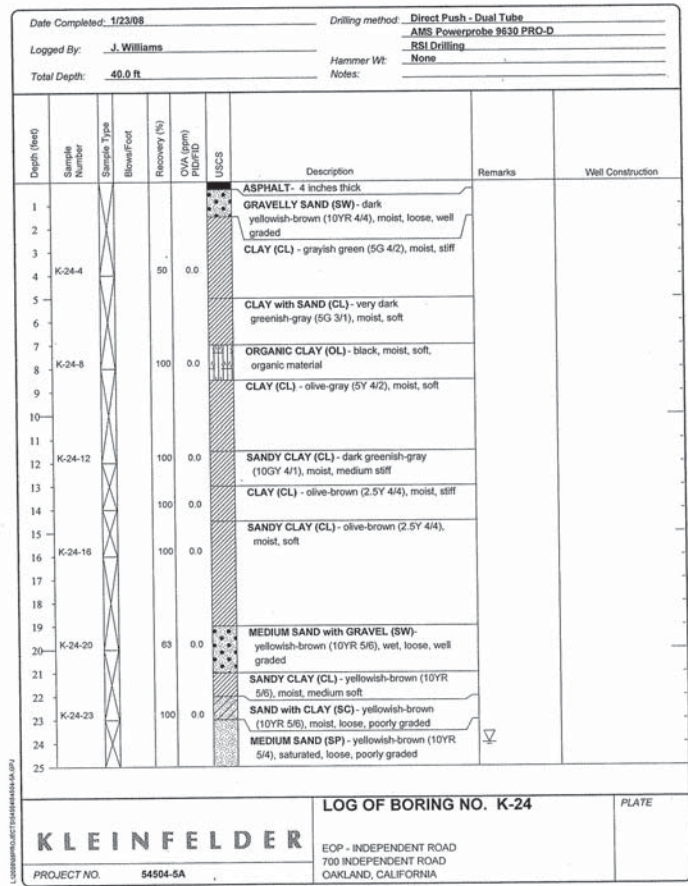 Date Completed: 1/23/08
Drilling method: Direct Push - Dual Tube
AMS Powerprobe 9630 PRO-D
Logged By: J. Williams
RSI Drilling
Hammer Wt: None
Total Depth: 40.0 ft
Notes:
Depth (feet)
Sample Number
Sample Type
Blows/Foot
Recovery (%)
OVA (ppm) PID/FID
USCS
Description
Remarks
Well Construction
ASPHALT- 4 inches thick
1
GRAVELLY SAND (SW) - dark
yellowish-brown (10YR 4/4), moist, loose, well
graded
2
3
CLAY (CL) - grayish green (5G 4/2), moist, stiff
4
K-24-4 50 0.0
5
CLAY with SAND (CL) - very dark
greenish-gray (5G 3/1), moist, soft
6
7
ORGANIC CLAY (OL) - black, moist, soft,
organic material
8
K-24-8 100 0.0
9
CLAY (CL) - olive-gray (5Y 4/2), moist, soft
10
11
12
K-24-12 100 0.0
SANDY CLAY (CL) - dark greenish-gray
(10GY 4/1), moist, medium stiff
13
CLAY (CL) - olive-brown (2.5Y 4/4), moist, stiff
14
100 0.0
15
SANDY CLAY (CL) - olive-brown (2.5Y 4/4),
moist, soft
16
K-24-16 100 0.0
16
17
18
19
MEDIUM SAND with GRAVEL (SW)-
yellowish-brown (10YR 5/6), wet, loose, well
graded
20
K-24-20 63 0.0
21
SANDY CLAY (CL) - yellowish-brown (10YR
5/6), moist, medium soft
22
SAND with CLAY (SC) - yellowish-brown
(10YR 5/6), moist, loose, poorly graded
23
K-24-23 100 0.0
24
MEDIUM SAND (SP) - yellowish-brown (10YR
5/4), saturated, loose, poorly graded
25
KLEINFELDER
PROJECT NO. 54504-5A
LOG OF BORING NO. K-24
EOP - INDEPENDENT ROAD
700 INDEPENDENT ROAD
OAKLAND, CALIFORNIA
PLATE